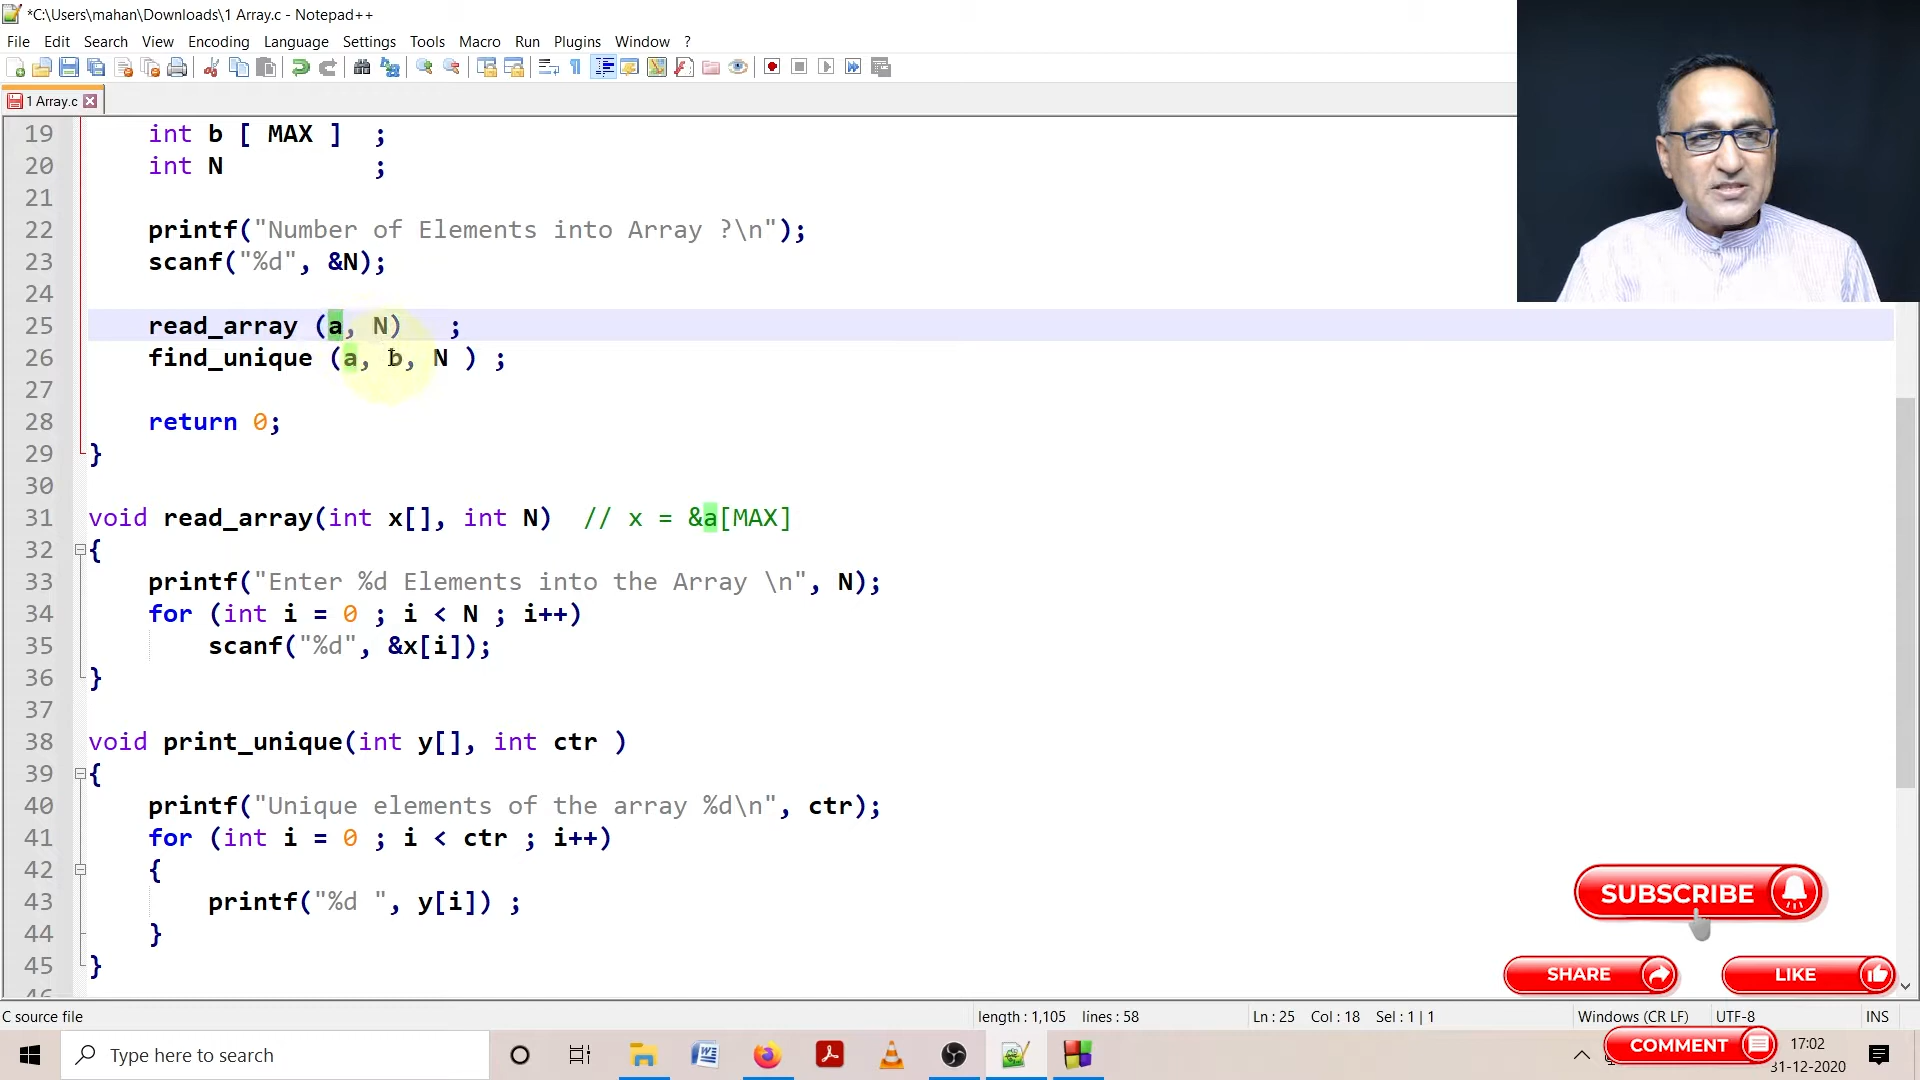 *C:\Users\mahan\Downloads\1 Array.c - Notepad++
File Edit Search View Encoding Language Settings Tools Macro Run Plugins Window ?
1 Array.c
19 int b [ MAX ] ;
20 int N ;
21
22 printf("Number of Elements into Array ?\n");
23 scanf("%d", &N);
24
25 read_array (a, N) ;
26 find_unique (a, b, N ) ;
27
28 return 0;
29 }
30
31 void read_array(int x[], int N) // x = &a[MAX]
32 {
33 printf("Enter %d Elements into the Array \n", N);
34 for (int i = 0 ; i < N ; i++)
35 scanf("%d", &x[i]);
36 }
37
38 void print_unique(int y[], int ctr )
39 {
40 printf("Unique elements of the array %d\n", ctr);
41 for (int i = 0 ; i < ctr ; i++)
42 {
43 printf("%d ", y[i]) ;
44 }
45 }
SUBSCRIBE
SHARE LIKE
C source file length : 1,105 lines : 58 Ln : 25 Col : 18 Sel : 1 | 1 Windows (CR LF) UTF-8 INS
Type here to search
COMMENT
17:02
31-12-2020